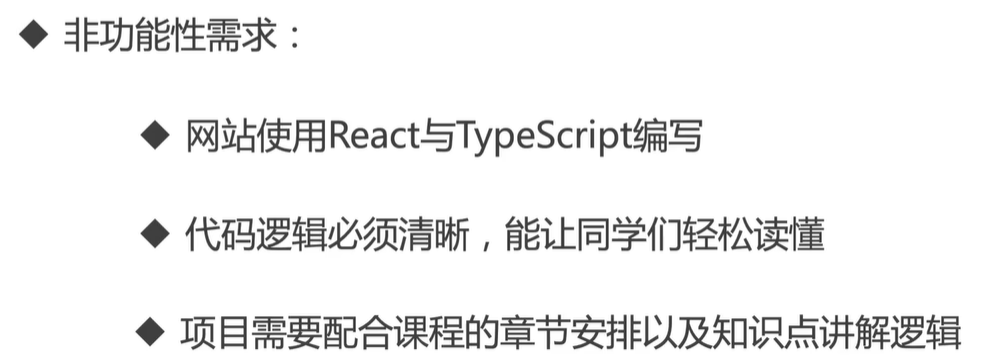 ◆ 非功能性需求：
◆ 网站使用React与TypeScript编写
◆ 代码逻辑必须清晰，能让同学们轻松读懂
◆ 项目需要配合课程的章节安排以及知识点讲解逻辑